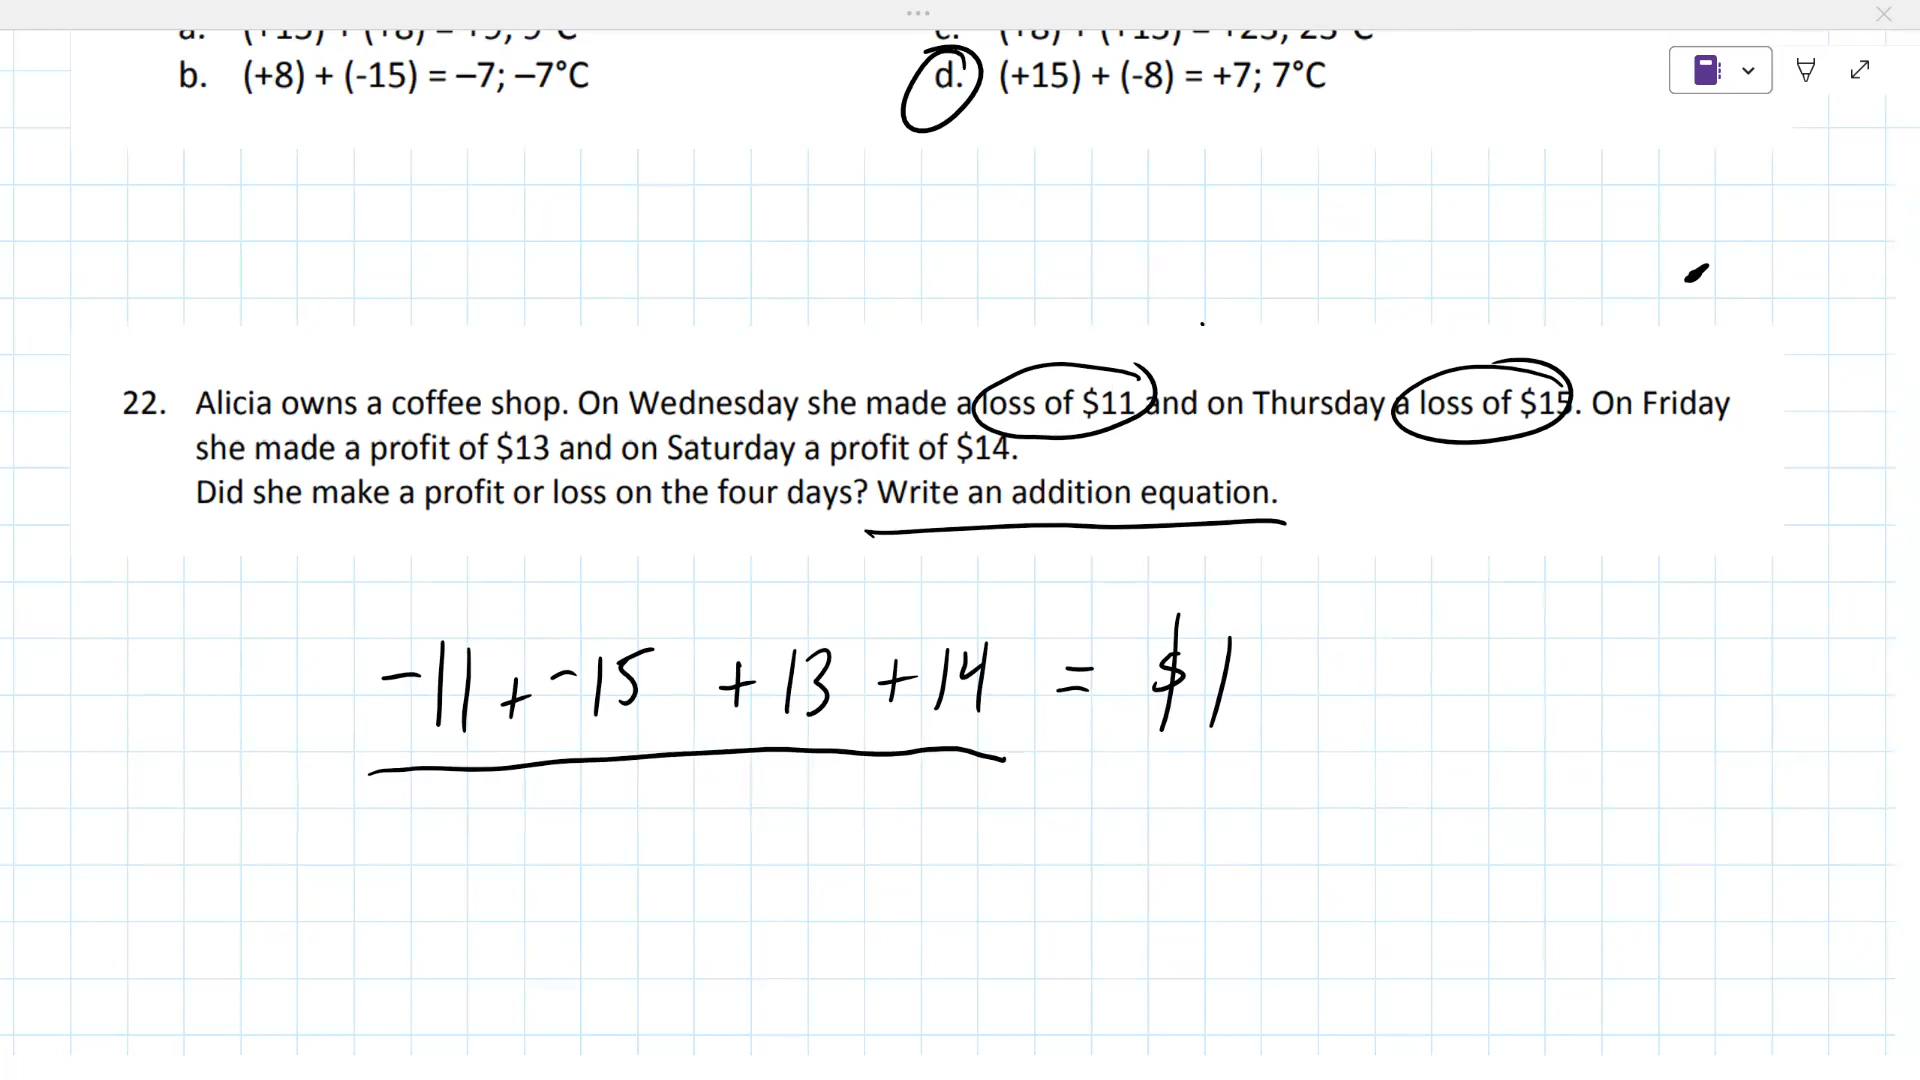 b. (+8) + (-15) = –7; –7°C
d. (+15) + (-8) = +7; 7°C
22. Alicia owns a coffee shop. On Wednesday she made a loss of $11 and on Thursday a loss of $15. On Friday
she made a profit of $13 and on Saturday a profit of $14.
Did she make a profit or loss on the four days? Write an addition equation.
-11 + -15 + 13 + 14 = $1